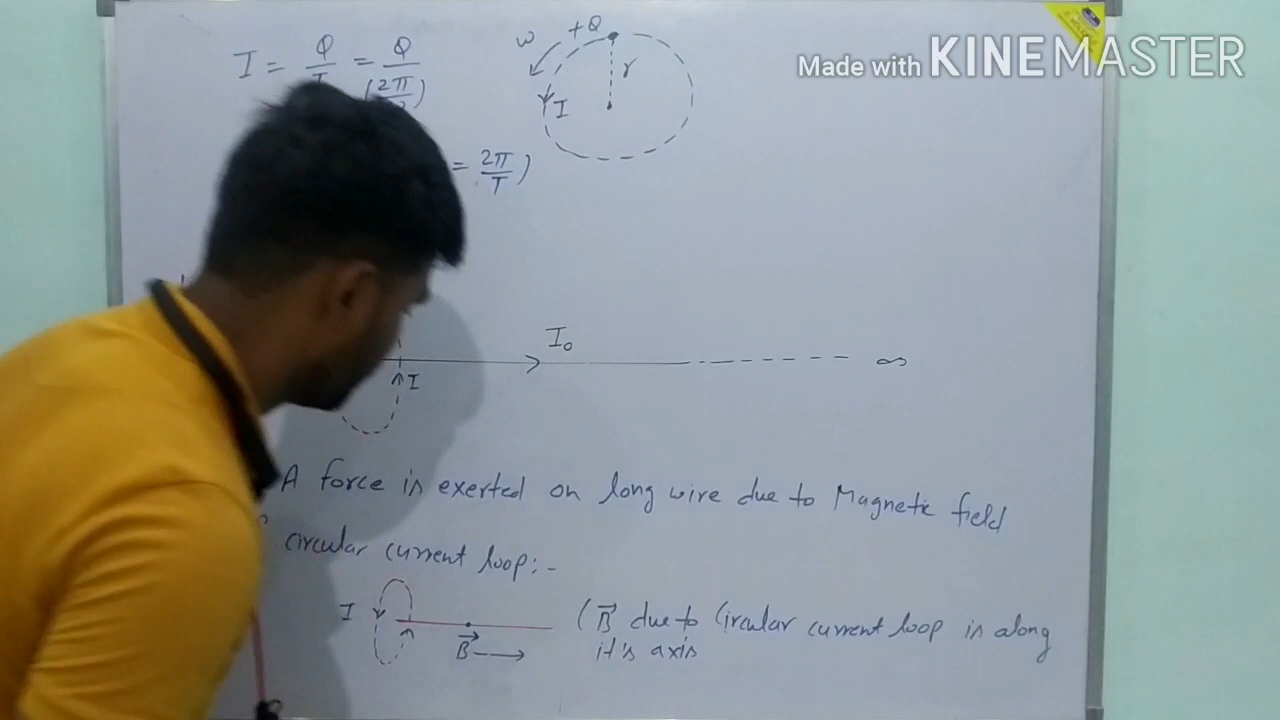 Made with KINEMASTER
I = Q/T = Q/(2π
ω +Q
r
I
= 2π/T)
I₀
∞
I
A force is exerted on long wire due to Magnetic field
circular current loop:-
I
B⃗
(B⃗ due to Circular current loop is along
it's axis